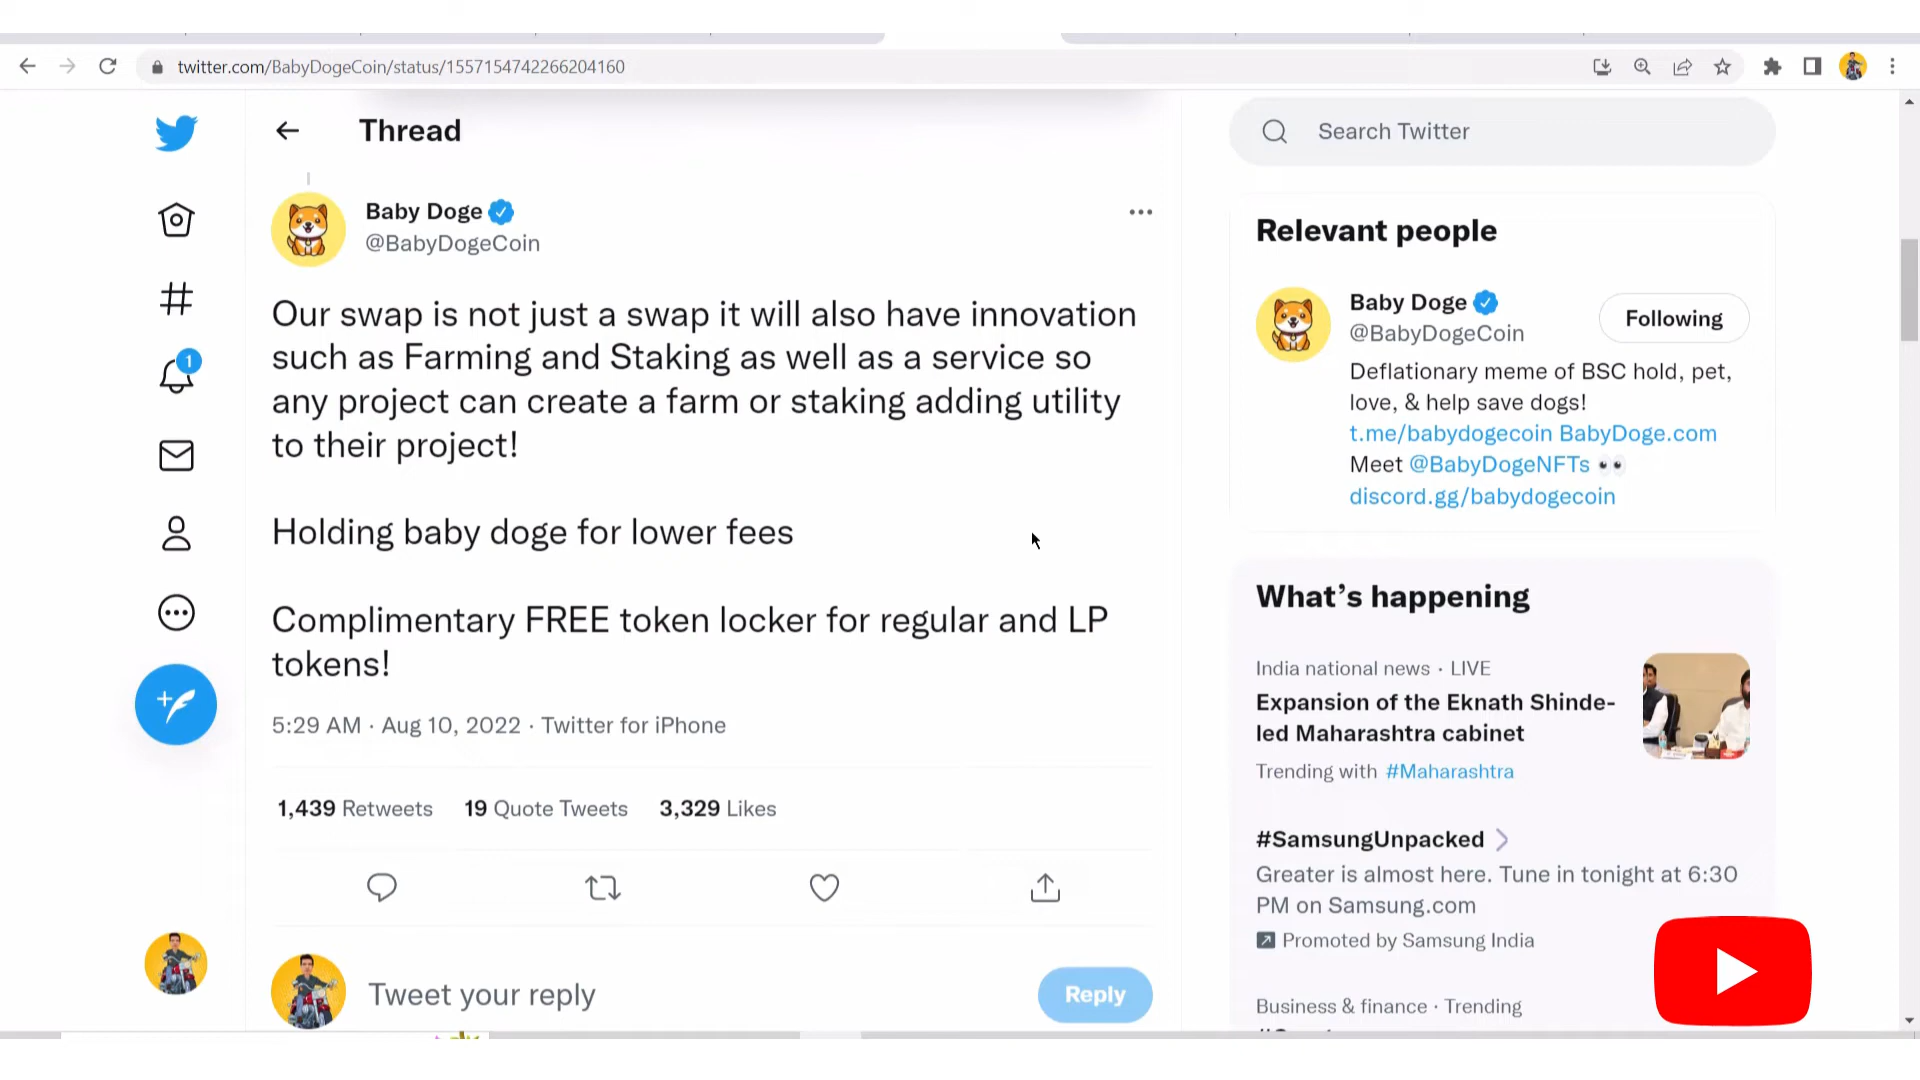 twitter.com/BabyDogeCoin/status/1557154742266204160
Thread
Search Twitter
Baby Doge
@BabyDogeCoin
Our swap is not just a swap it will also have innovation
such as Farming and Staking as well as a service so
any project can create a farm or staking adding utility
to their project!
Holding baby doge for lower fees
Complimentary FREE token locker for regular and LP
tokens!
5:29 AM · Aug 10, 2022 · Twitter for iPhone
1,439 Retweets 19 Quote Tweets 3,329 Likes
Tweet your reply
Reply
1
Relevant people
Baby Doge
@BabyDogeCoin
Following
Deflationary meme of BSC hold, pet,
love, & help save dogs!
t.me/babydogecoin BabyDoge.com
Meet @BabyDogeNFTs 👀
discord.gg/babydogecoin
What's happening
India national news · LIVE
Expansion of the Eknath Shinde-
led Maharashtra cabinet
Trending with #Maharashtra
#SamsungUnpacked
Greater is almost here. Tune in tonight at 6:30
PM on Samsung.com
Promoted by Samsung India
Business & finance · Trending